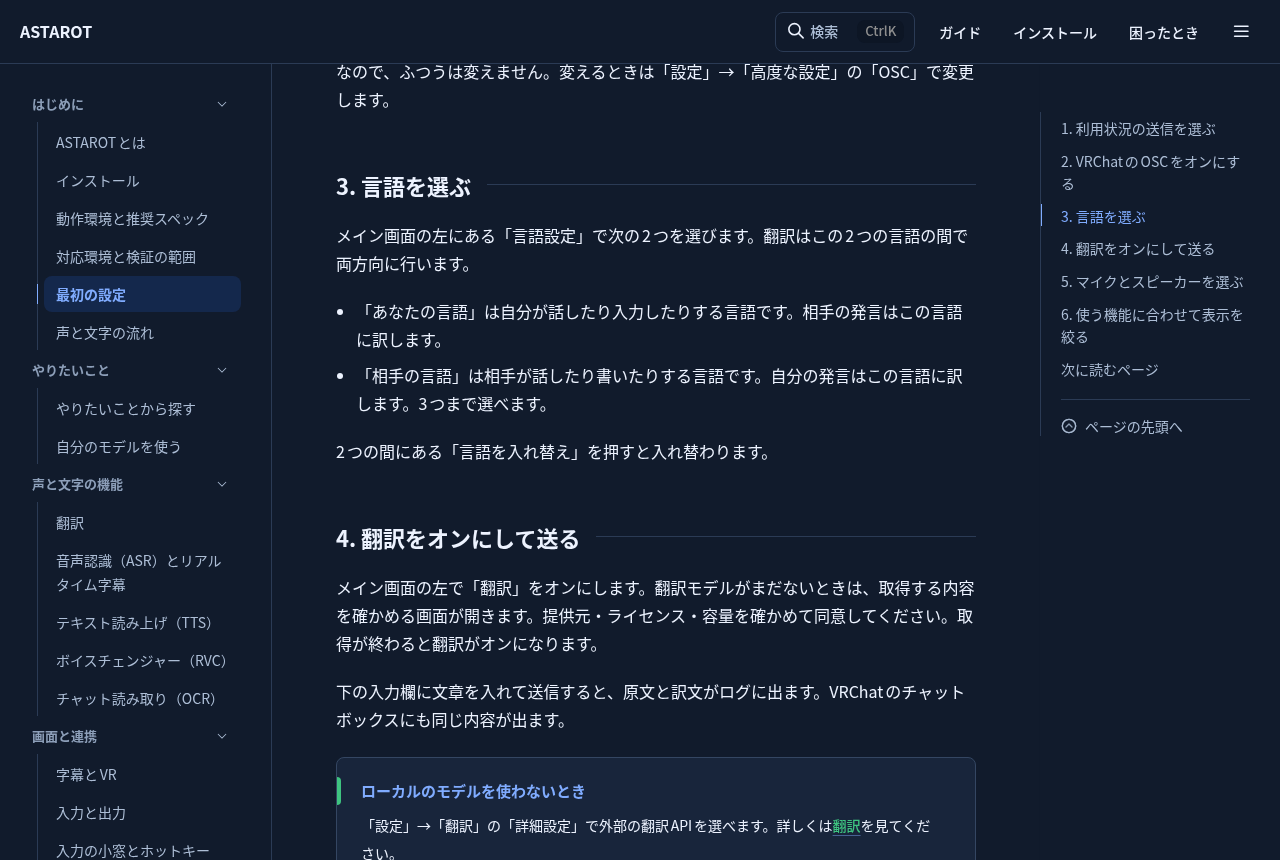 ASTAROT
検索
CtrlK
ガイド
インストール
困ったとき
はじめに
ASTAROTとは
インストール
動作環境と推奨スペック
対応環境と検証の範囲
最初の設定
声と文字の流れ
やりたいこと
やりたいことから探す
自分のモデルを使う
声と文字の機能
翻訳
音声認識（ASR）とリアル
タイム字幕
テキスト読み上げ（TTS）
ボイスチェンジャー（RVC）
チャット読み取り（OCR）
画面と連携
字幕とVR
入力と出力
入力の小窓とホットキー
なので、ふつうは変えません。変えるときは「設定」→「高度な設定」の「OSC」で変更
します。
3. 言語を選ぶ
メイン画面の左にある「言語設定」で次の2つを選びます。翻訳はこの2つの言語の間で
両方向に行います。
• 「あなたの言語」は自分が話したり入力したりする言語です。相手の発言はこの言語
に訳します。
• 「相手の言語」は相手が話したり書いたりする言語です。自分の発言はこの言語に訳
します。3つまで選べます。
2つの間にある「言語を入れ替え」を押すと入れ替わります。
4. 翻訳をオンにして送る
メイン画面の左で「翻訳」をオンにします。翻訳モデルがまだないときは、取得する内容
を確かめる画面が開きます。提供元・ライセンス・容量を確かめて同意してください。取
得が終わると翻訳がオンになります。
下の入力欄に文章を入れて送信すると、原文と訳文がログに出ます。VRChatのチャット
ボックスにも同じ内容が出ます。
ローカルのモデルを使わないとき
「設定」→「翻訳」の「詳細設定」で外部の翻訳APIを選べます。詳しくは翻訳を見てくだ
さい。
1. 利用状況の送信を選ぶ
2. VRChatのOSCをオンにす
る
3. 言語を選ぶ
4. 翻訳をオンにして送る
5. マイクとスピーカーを選ぶ
6. 使う機能に合わせて表示を
絞る
次に読むページ
ページの先頭へ